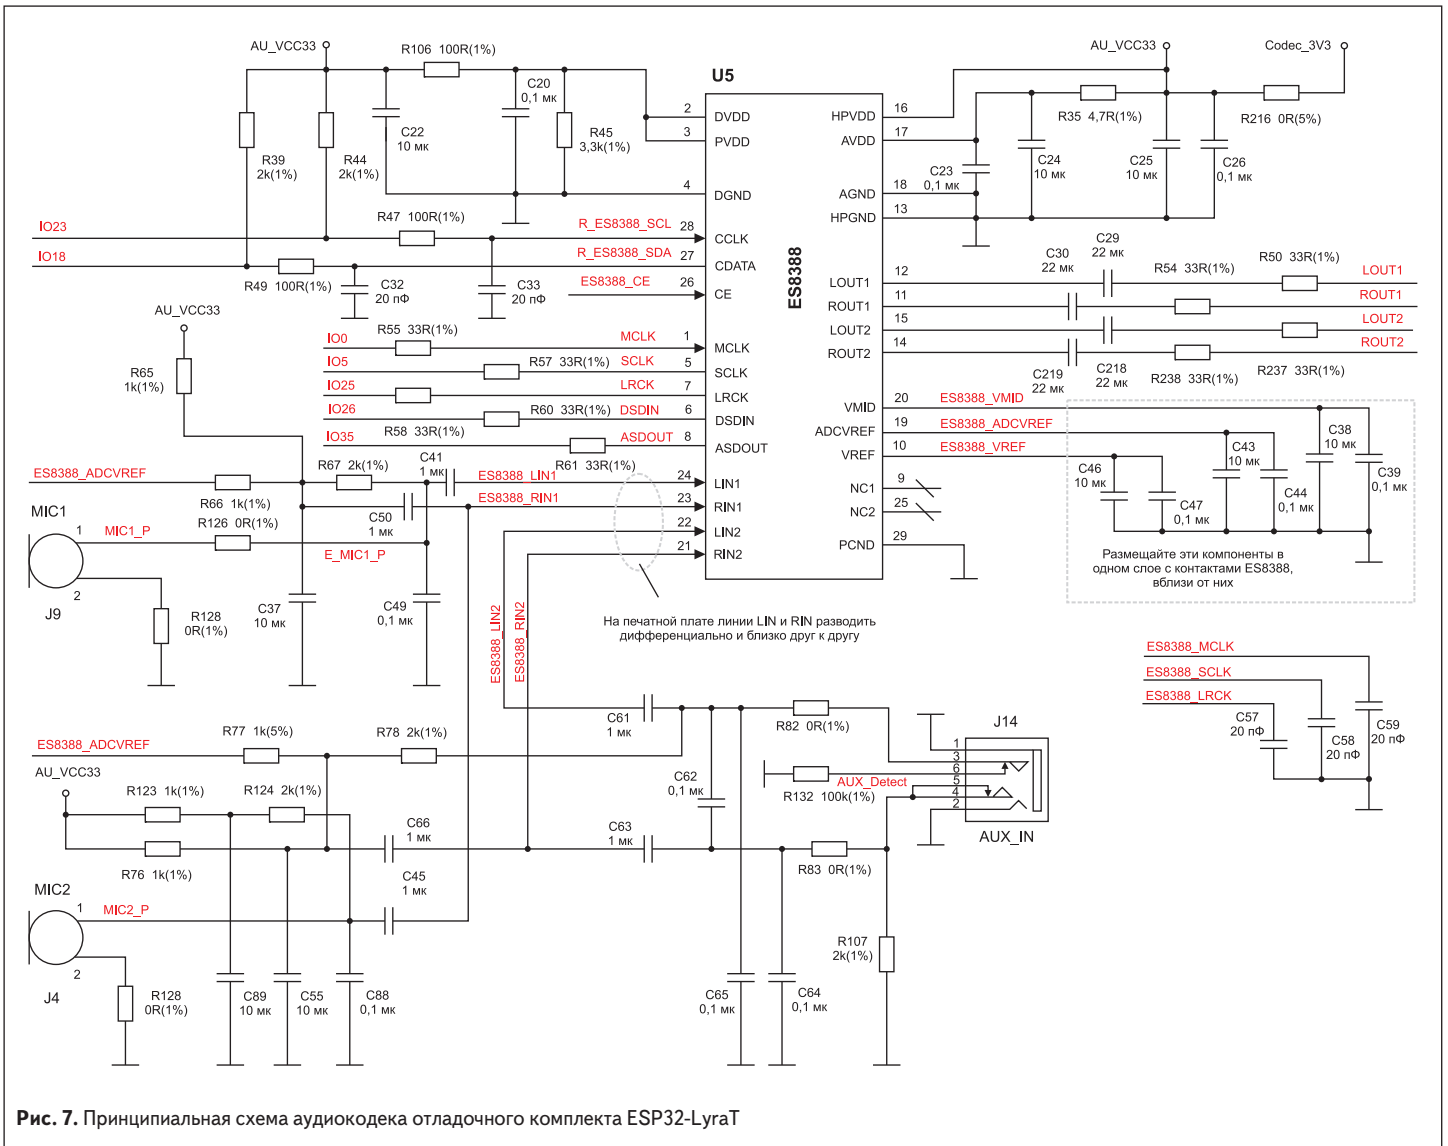 AU_VCC33
R106 100R(1%)
C20
0,1 мк
R39
2k(1%)
R44
2k(1%)
C22
10 мк
R45
3,3k(1%)
U5
ES8388
2 DVDD
3 PVDD
4 DGND
28 CCLK
27 CDATA
26 CE
1 MCLK
5 SCLK
7 LRCK
6 DSDIN
8 ASDOUT
24 LIN1
23 RIN1
22 LIN2
21 RIN2
HPVDD 16
AVDD 17
AGND 18
HPGND 13
LOUT1 12
ROUT1 11
LOUT2 15
ROUT2 14
VMID 20
ADCVREF 19
VREF 10
NC1 9
NC2 25
PCND 29
AU_VCC33
Codec_3V3
R35 4,7R(1%)
R216 0R(5%)
C23
0,1 мк
C24
10 мк
C25
10 мк
C26
0,1 мк
IO23
R47 100R(1%)
R_ES8388_SCL
IO18
R49 100R(1%)
R_ES8388_SDA
C32
20 пФ
C33
20 пФ
ES8388_CE
AU_VCC33
R65
1k(1%)
IO0
R55 33R(1%)
MCLK
IO5
R57 33R(1%)
SCLK
IO25
LRCK
IO26
R60 33R(1%)
DSDIN
R58 33R(1%)
IO35
ASDOUT
R61 33R(1%)
C30
22 мк
C29
22 мк
R54 33R(1%)
R50 33R(1%)
LOUT1
ROUT1
LOUT2
ROUT2
C219
22 мк
C218
22 мк
R238 33R(1%)
R237 33R(1%)
ES8388_VMID
ES8388_ADCVREF
ES8388_VREF
C46
10 мк
C47
0,1 мк
C43
10 мк
C44
0,1 мк
C38
10 мк
C39
0,1 мк
Размещайте эти компоненты в
одном слое с контактами ES8388,
вблизи от них
ES8388_ADCVREF
R66 1k(1%)
R67 2k(1%)
C41
1 мк
ES8388_LIN1
ES8388_RIN1
C50
1 мк
MIC1
1
2
J9
MIC1_P
R126 0R(1%)
E_MIC1_P
R128
0R(1%)
C37
10 мк
C49
0,1 мк
ES8388_LIN2
ES8388_RIN2
На печатной плате линии LIN и RIN разводить
дифференциально и близко друг к другу
ES8388_MCLK
ES8388_SCLK
ES8388_LRCK
C57
20 пФ
C58
20 пФ
C59
20 пФ
ES8388_ADCVREF
R77 1k(5%)
R78 2k(1%)
C61
1 мк
R82 0R(1%)
AU_VCC33
R123 1k(1%)
R124 2k(1%)
R76 1k(1%)
C66
1 мк
C45
1 мк
C63
1 мк
C62
0,1 мк
R132 100k(1%)
AUX_Detect
J14
1
3
6
5
4
2
AUX_IN
R83 0R(1%)
R107
2k(1%)
C65
0,1 мк
C64
0,1 мк
MIC2
1
2
J4
MIC2_P
R128
0R(1%)
C89
10 мк
C55
10 мк
C88
0,1 мк
Рис. 7. Принципиальная схема аудиокодека отладочного комплекта ESP32-LyraT